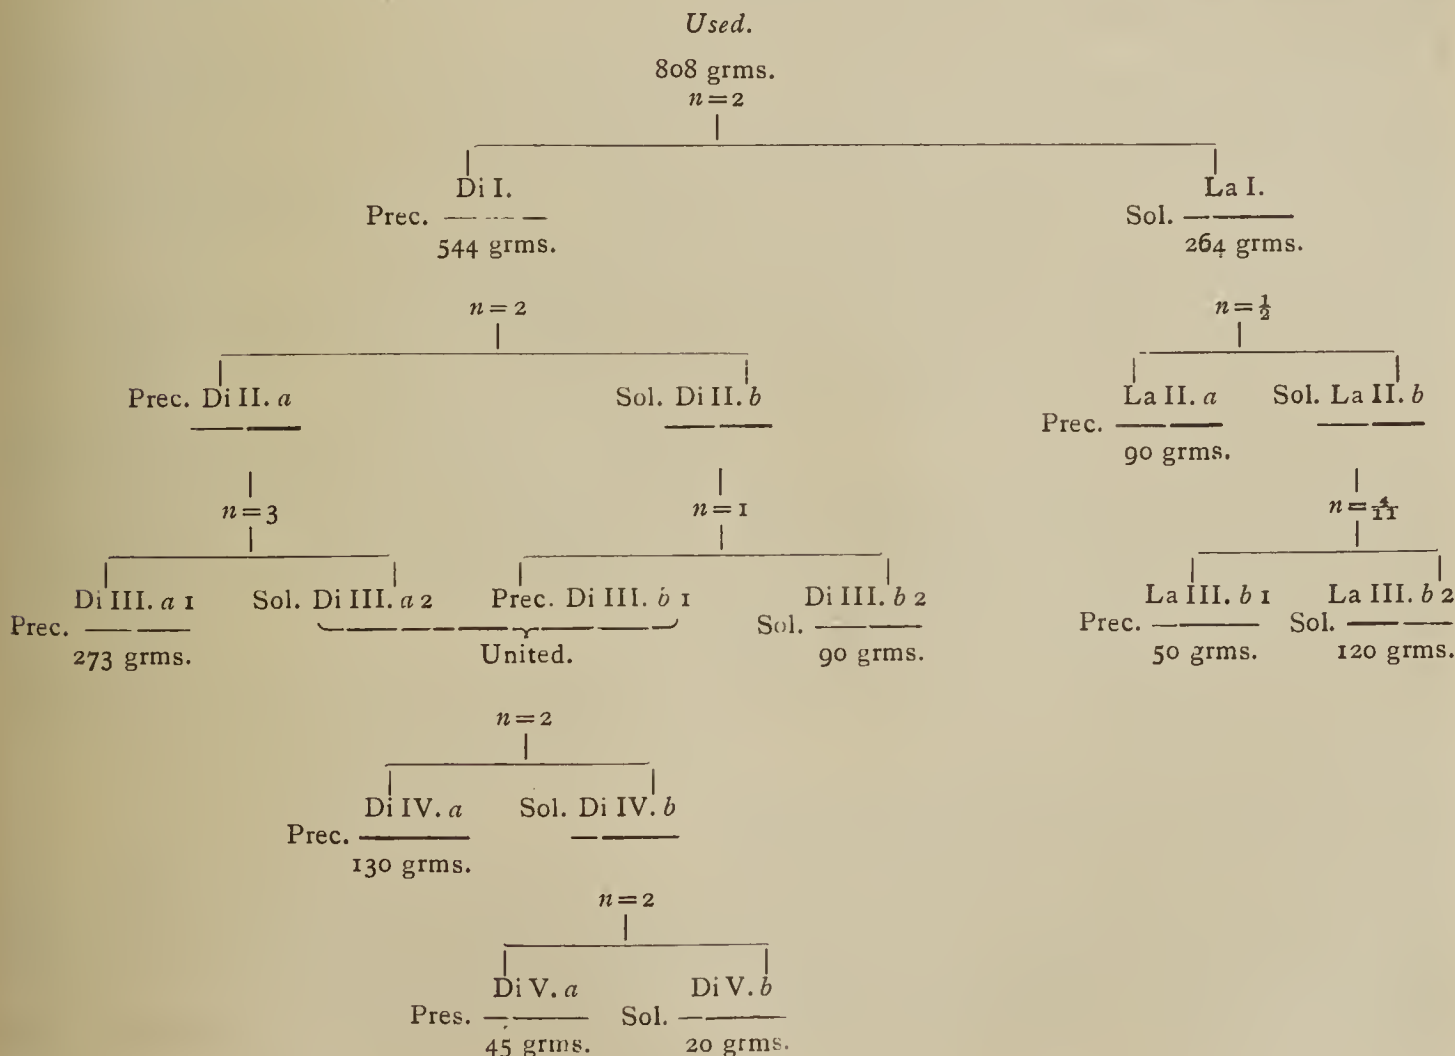 Used.
808 grms.
n = 2
Di I.
Prec.
544 grms.
La I.
Sol.
264 grms.
n = 2
n = ½
Prec. Di II. a
Sol. Di II. b
La II. a
Prec.
90 grms.
Sol. La II. b
n = 3
n = 1
n = 4/11
Di III. a 1
Prec.
273 grms.
Sol. Di III. a 2
Prec. Di III. b 1
United.
Di III. b 2
Sol.
90 grms.
La III. b 1
Prec.
50 grms.
La III. b 2
Sol.
120 grms.
n = 2
Di IV. a
Prec.
130 grms.
Sol. Di IV. b
n = 2
Di V. a
Pres.
45 grms.
Di V. b
Sol.
20 grms.